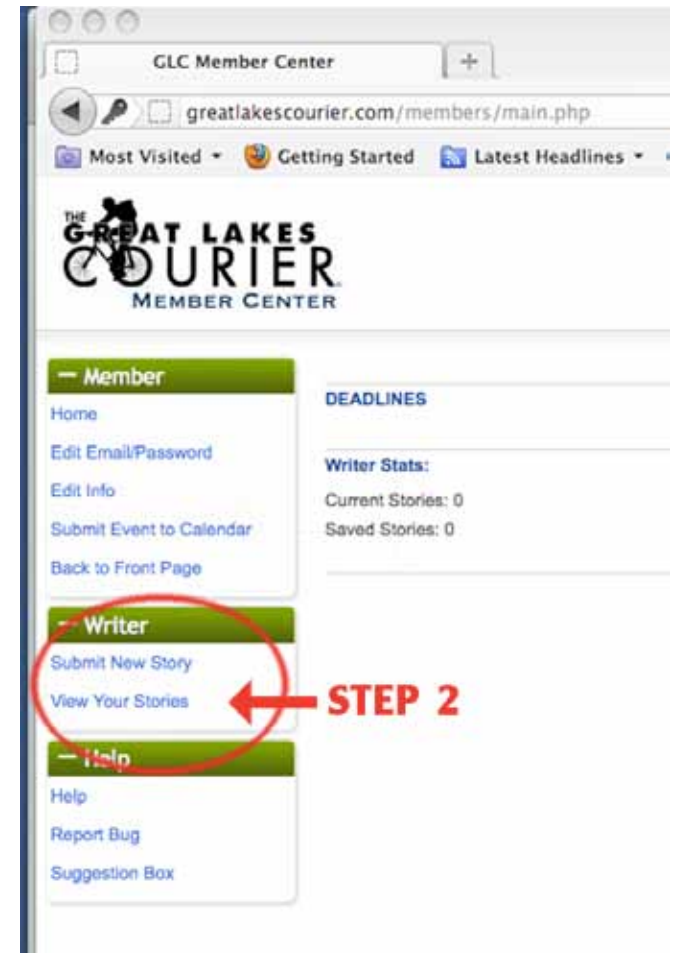 GLC Member Center
greatlakescourier.com/members/main.php
Most Visited Getting Started Latest Headlines
THE
GREAT LAKES
COURIER
MEMBER CENTER
— Member
Home
Edit Email/Password
Edit Info
Submit Event to Calendar
Back to Front Page
DEADLINES
Writer Stats:
Current Stories: 0
Saved Stories: 0
— Writer
Submit New Story
View Your Stories
STEP 2
— Help
Help
Report Bug
Suggestion Box